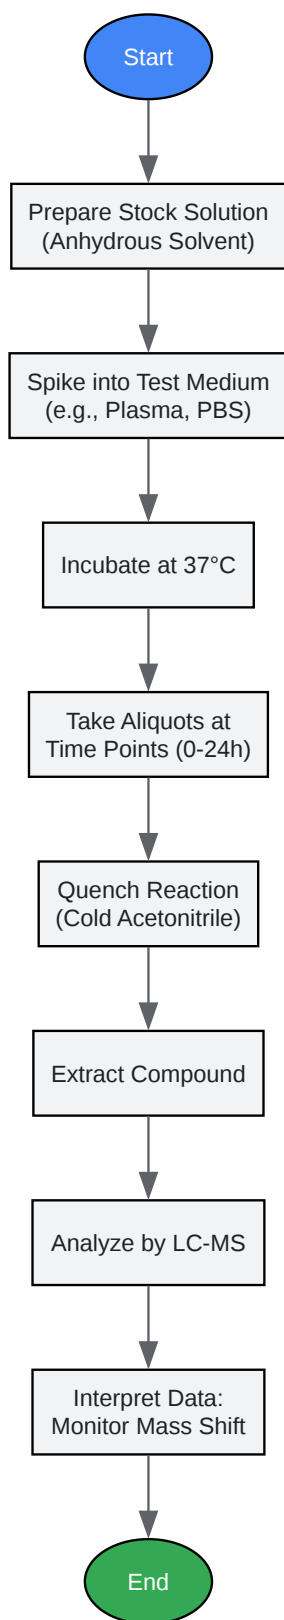 Start
Prepare Stock Solution
(Anhydrous Solvent)
Spike into Test Medium
(e.g., Plasma, PBS)
Incubate at 37°C
Take Aliquots at
Time Points (0-24h)
Quench Reaction
(Cold Acetonitrile)
Extract Compound
Analyze by LC-MS
Interpret Data:
Monitor Mass Shift
End